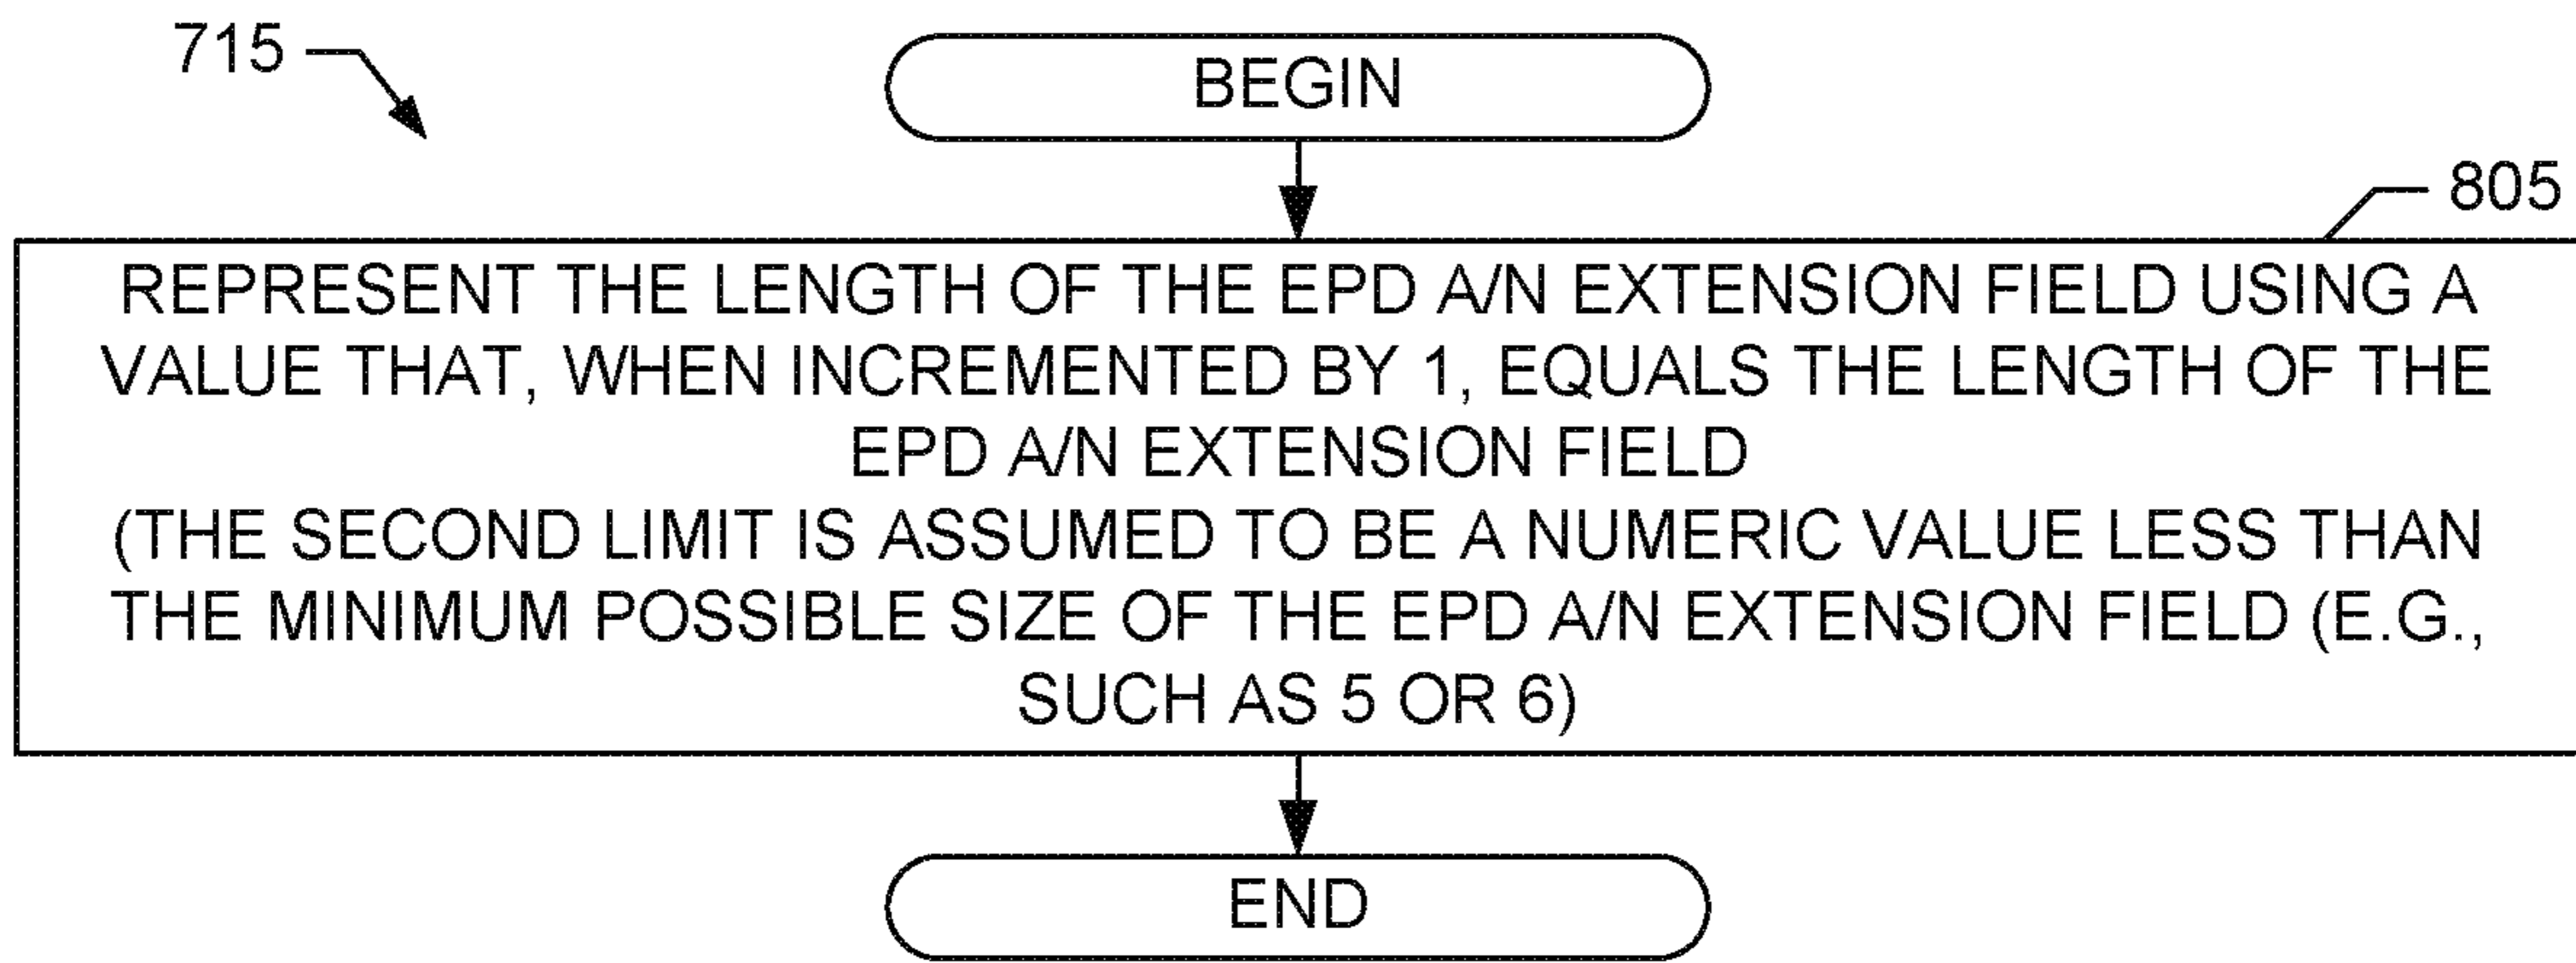 715
BEGIN
805
REPRESENT THE LENGTH OF THE EPD A/N EXTENSION FIELD USING A
VALUE THAT, WHEN INCREMENTED BY 1, EQUALS THE LENGTH OF THE
EPD A/N EXTENSION FIELD
(THE SECOND LIMIT IS ASSUMED TO BE A NUMERIC VALUE LESS THAN
THE MINIMUM POSSIBLE SIZE OF THE EPD A/N EXTENSION FIELD (E.G.,
SUCH AS 5 OR 6)
END